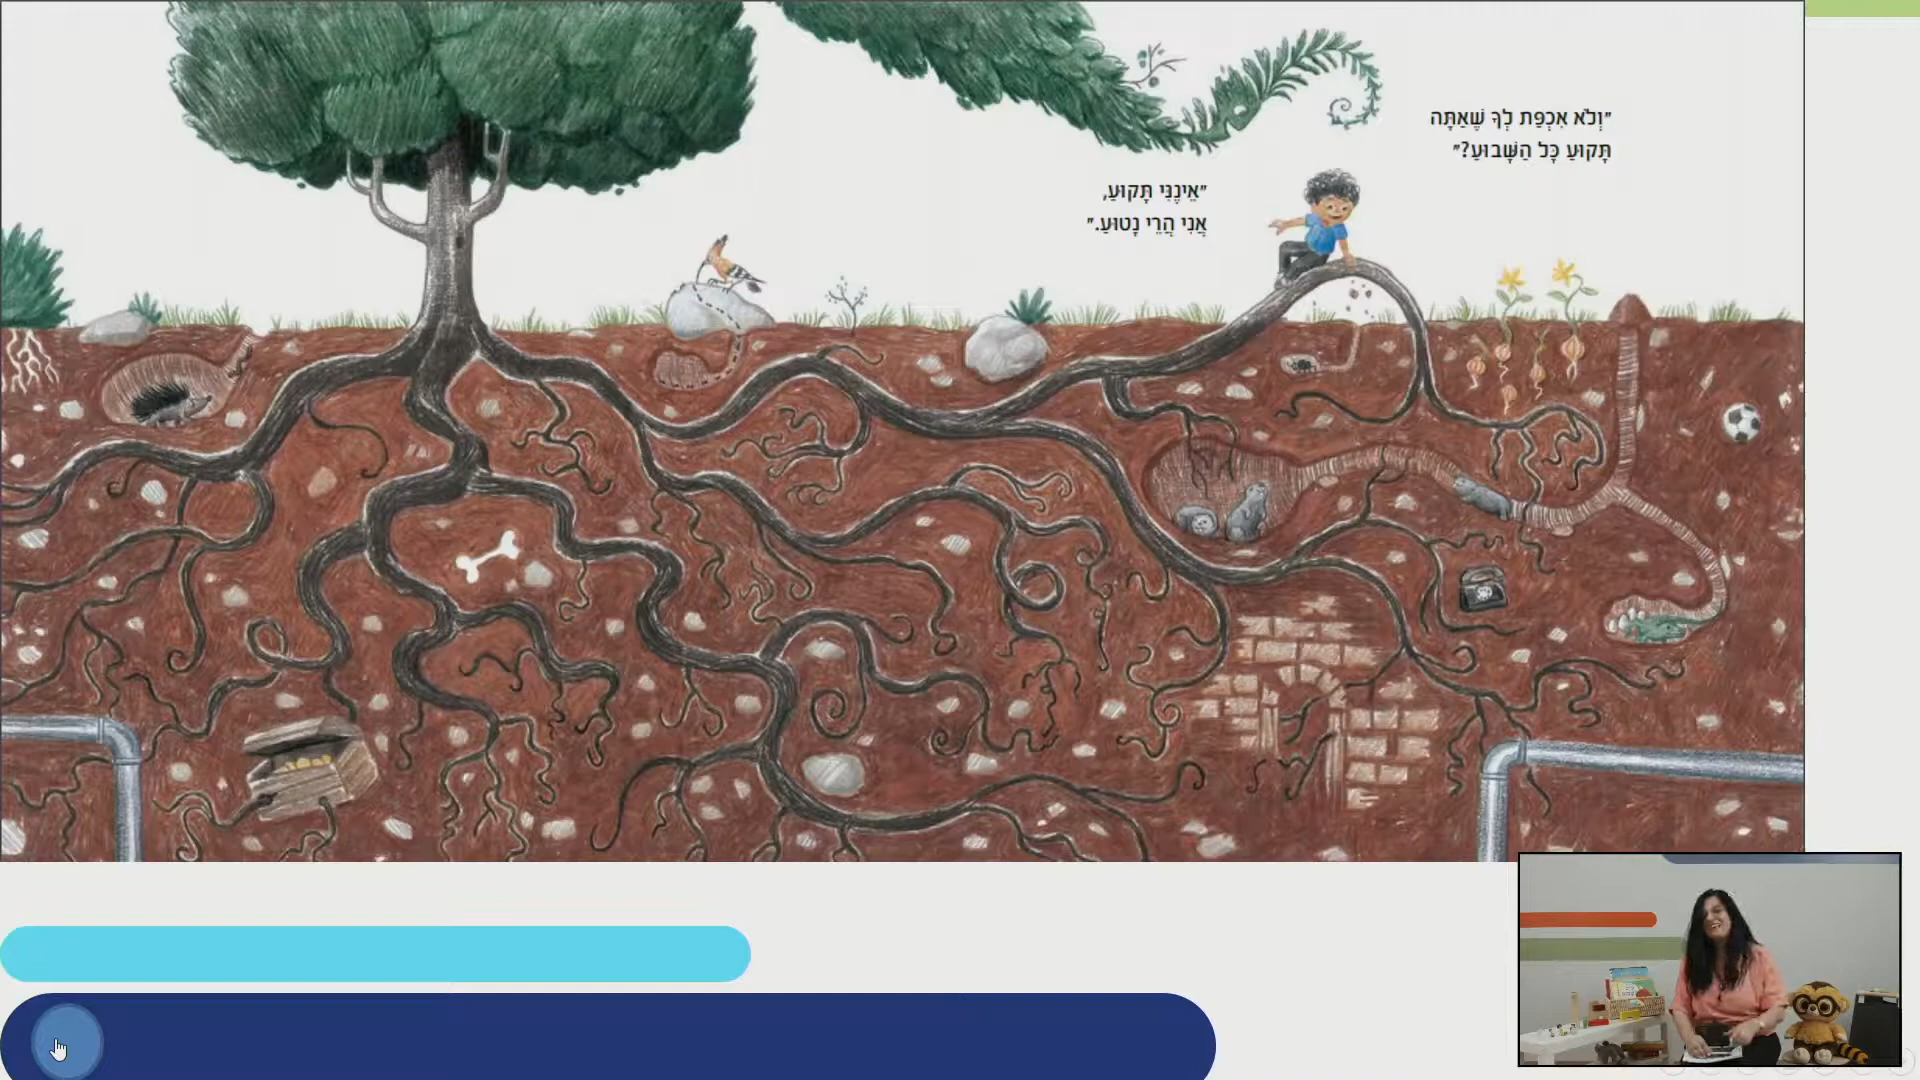 "וְלֹא אִכְפַּת לְךָ שֶׁאַתָּה
תָּקוּעַ כָּל הַשָּׁבוּעַ?"
"אֵינֶנִּי תָּקוּעַ,
אֲנִי הֲרֵי נָטוּעַ."